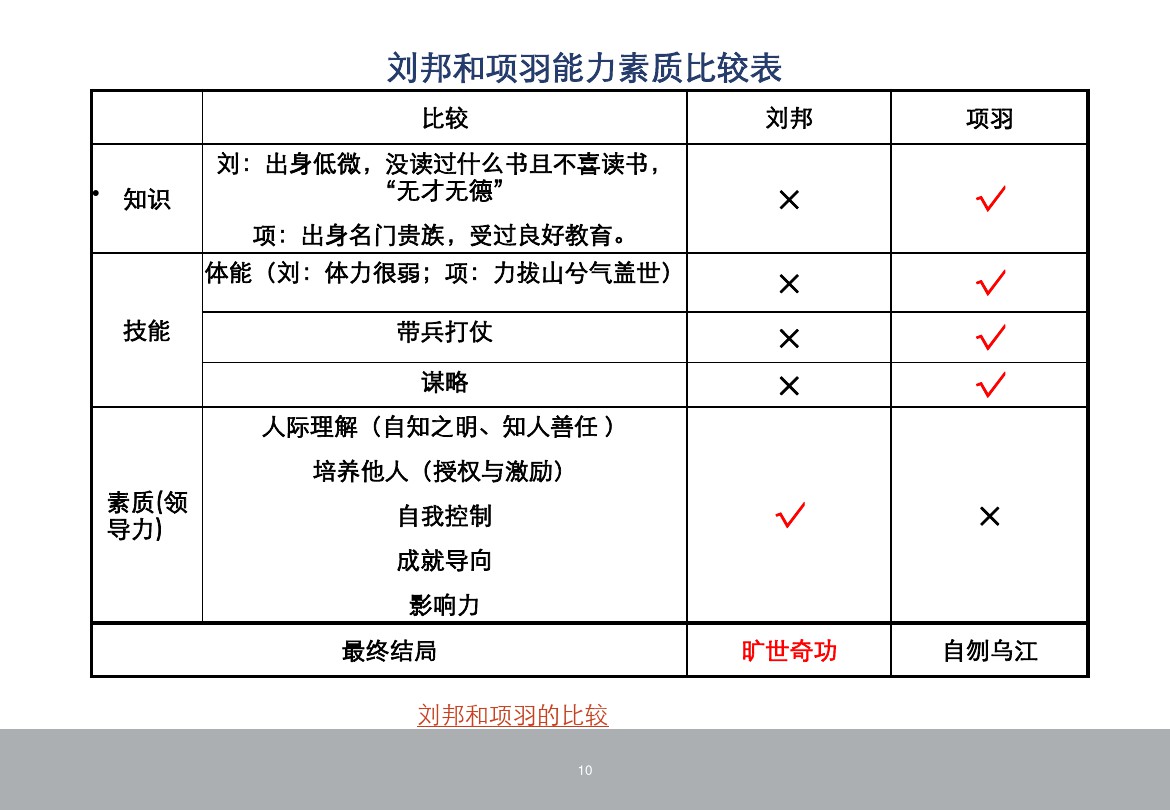 刘邦和项羽能力素质比较表
比较
刘邦
项羽
• 知识
刘：出身低微，没读过什么书且不喜读书，
“无才无德”
项：出身名门贵族，受过良好教育。
×
√
技能
体能（刘：体力很弱；项：力拔山兮气盖世）
×
√
带兵打仗
×
√
谋略
×
√
素质(领
导力)
人际理解（自知之明、知人善任 ）
培养他人（授权与激励）
自我控制
成就导向
影响力
√
×
最终结局
旷世奇功
自刎乌江
刘邦和项羽的比较
10